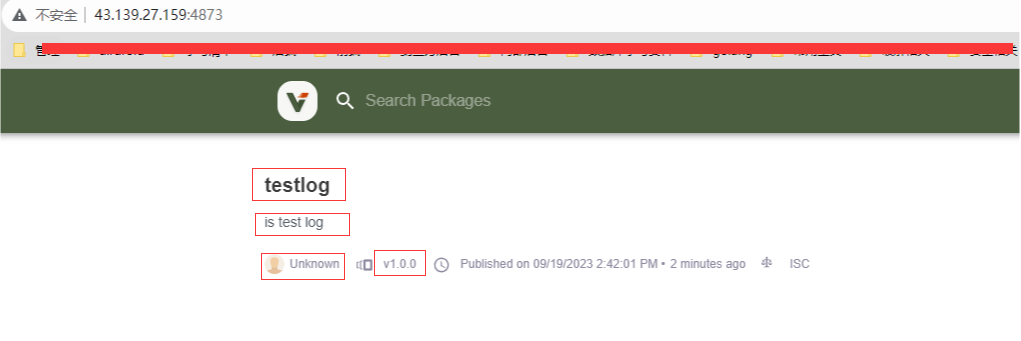 不安全 43.139.27.159:4873
Search Packages
testlog
is test log
Unknown v1.0.0 Published on 09/19/2023 2:42:01 PM • 2 minutes ago ISC